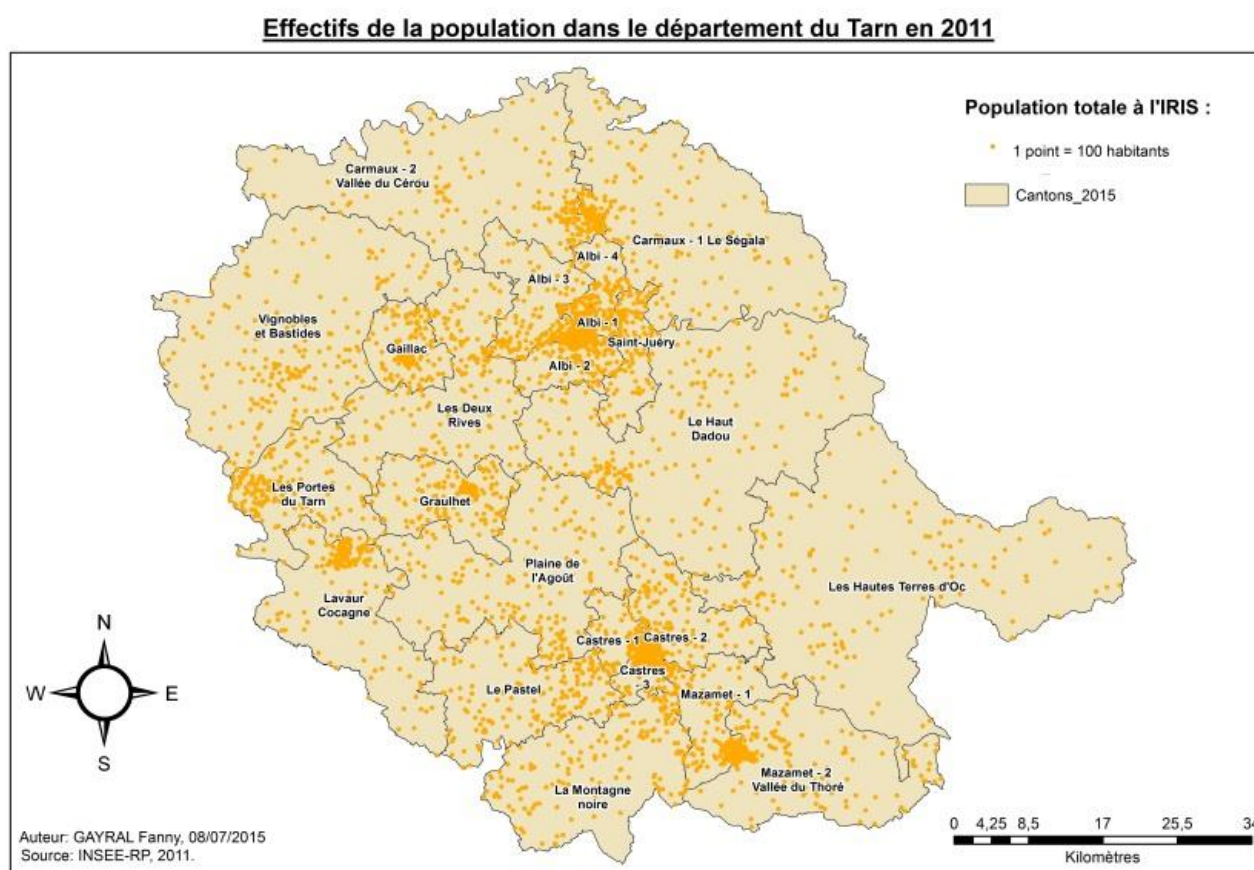 Effectifs de la population dans le département du Tarn en 2011
Population totale à l'IRIS :
1 point = 100 habitants
Cantons_2015
Carmaux - 2
Vallée du Cérou
Carmaux - 1 Le Ségala
Albi - 4
Albi - 3
Vignobles
et Bastides
Albi - 1
Gaillac
Saint-Juéry
Albi - 2
Les Deux
Rives
Le Haut
Dadou
Les Portes
du Tarn
Graulhet
Plaine de
l'Agoût
Les Hautes Terres d'Oc
Lavaur
Cocagne
Castres - 1
Castres - 2
Castres
- 3
Le Pastel
Mazamet - 1
Mazamet - 2
Vallée du Thoré
La Montagne
noire
N
W
E
S
Auteur: GAYRAL Fanny, 08/07/2015
Source: INSEE-RP, 2011.
0 4,25 8,5 17 25,5 34
Kilomètres